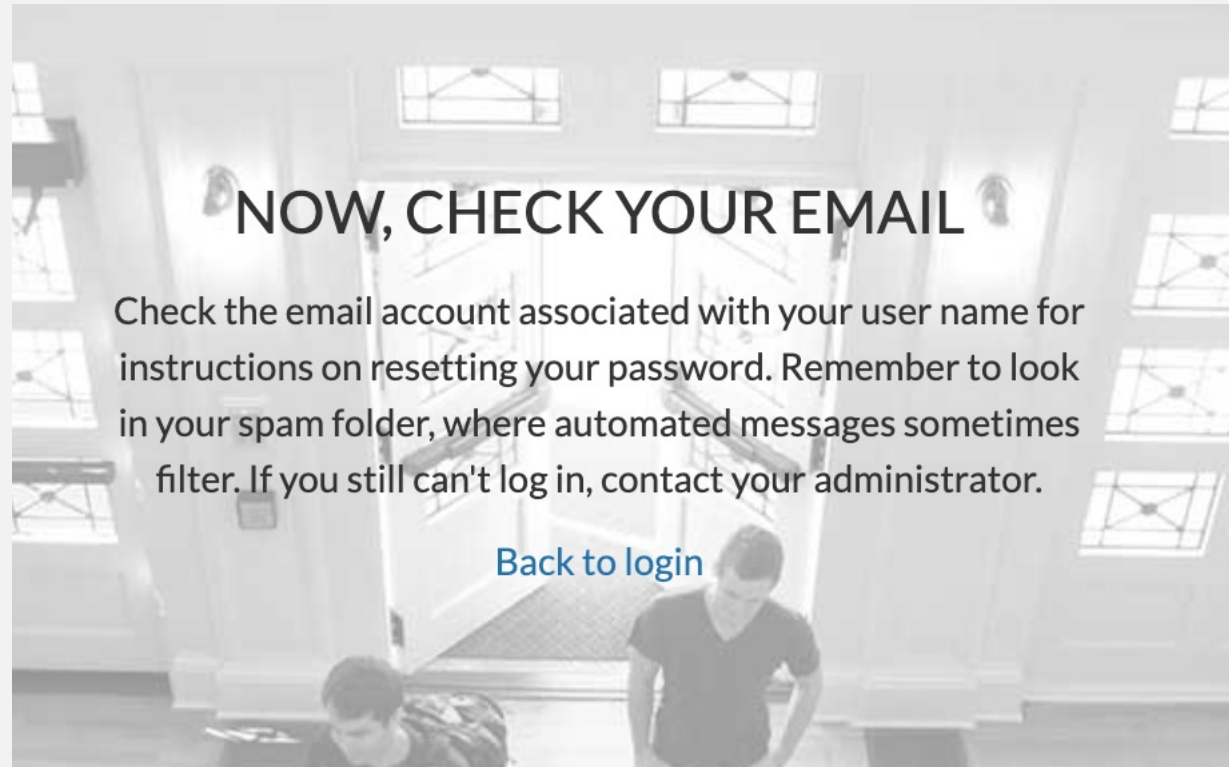 NOW, CHECK YOUR EMAIL
Check the email account associated with your user name for
instructions on resetting your password. Remember to look
in your spam folder, where automated messages sometimes
filter. If you still can't log in, contact your administrator.
Back to login